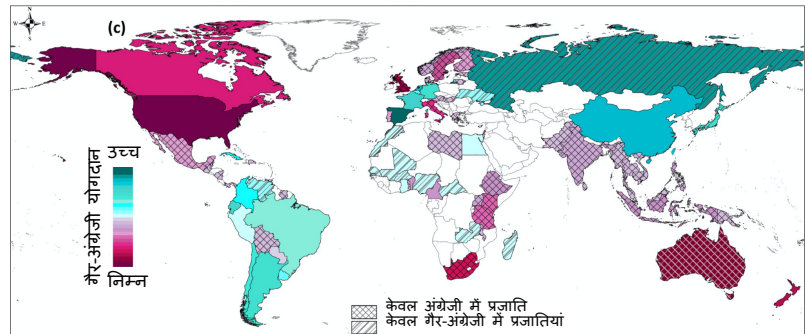 (c)
N
W E
S
उच्च
गैर-अंग्रेजी योगदान
निम्न
केवल अंग्रेजी में प्रजाति
केवल गैर-अंग्रेजी में प्रजातियां